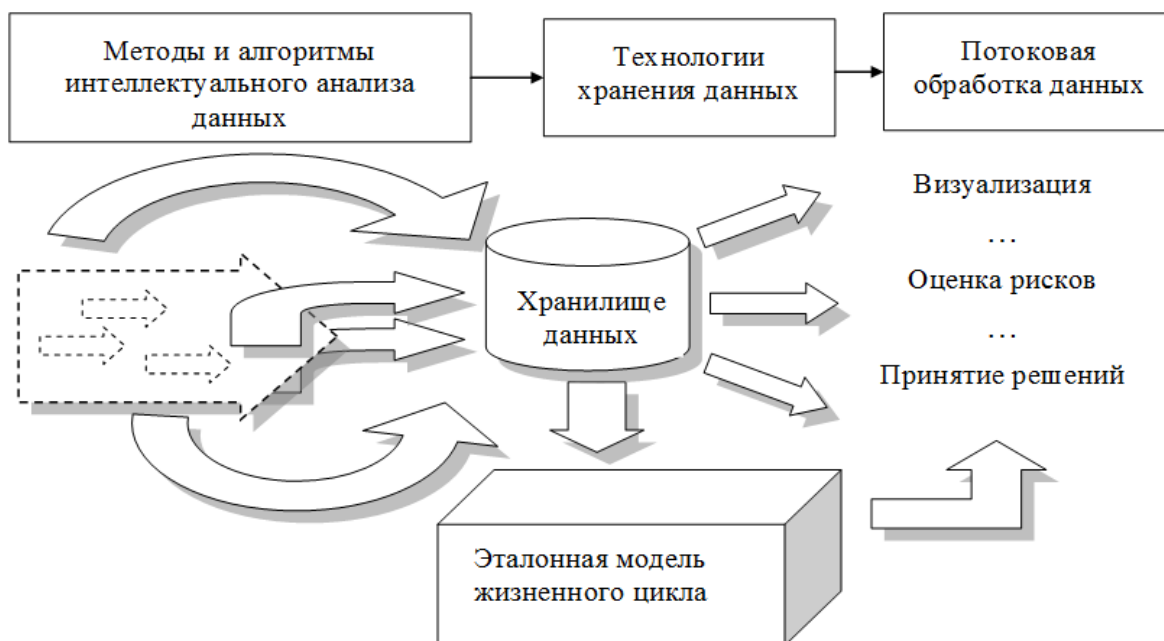 Методы и алгоритмы
интеллектуального анализа
данных
Технологии
хранения данных
Потоковая
обработка данных
Визуализация
…
Оценка рисков
…
Принятие решений
Хранилище
данных
Эталонная модель
жизненного цикла